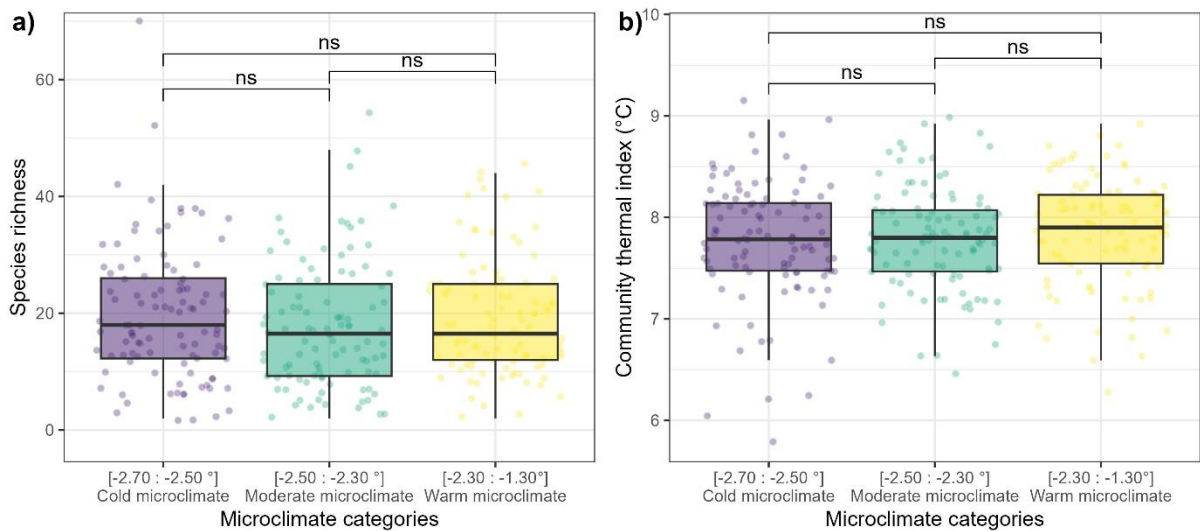 a)
ns
ns
ns
Species richness
60
40
20
0
[-2.70 : -2.50 °]
Cold microclimate
[-2.50 : -2.30 °]
Moderate microclimate
[-2.30 : -1.30°]
Warm microclimate
Microclimate categories
b)
ns
ns
ns
Community thermal index (°C)
10
9
8
7
6
[-2.70 : -2.50 °]
Cold microclimate
[-2.50 : -2.30 °]
Moderate microclimate
[-2.30 : -1.30°]
Warm microclimate
Microclimate categories